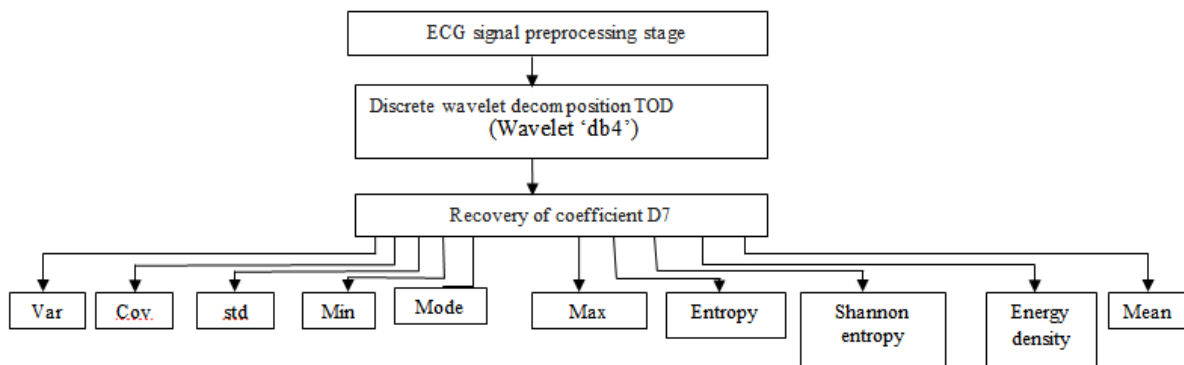 ECG signal preprocessing stage
Discrete wavelet decomposition TOD
(Wavelet ‘db4’)
Recovery of coefficient D7
Var
Cov
std
Min
Mode
Max
Entropy
Shannon
entropy
Energy
density
Mean